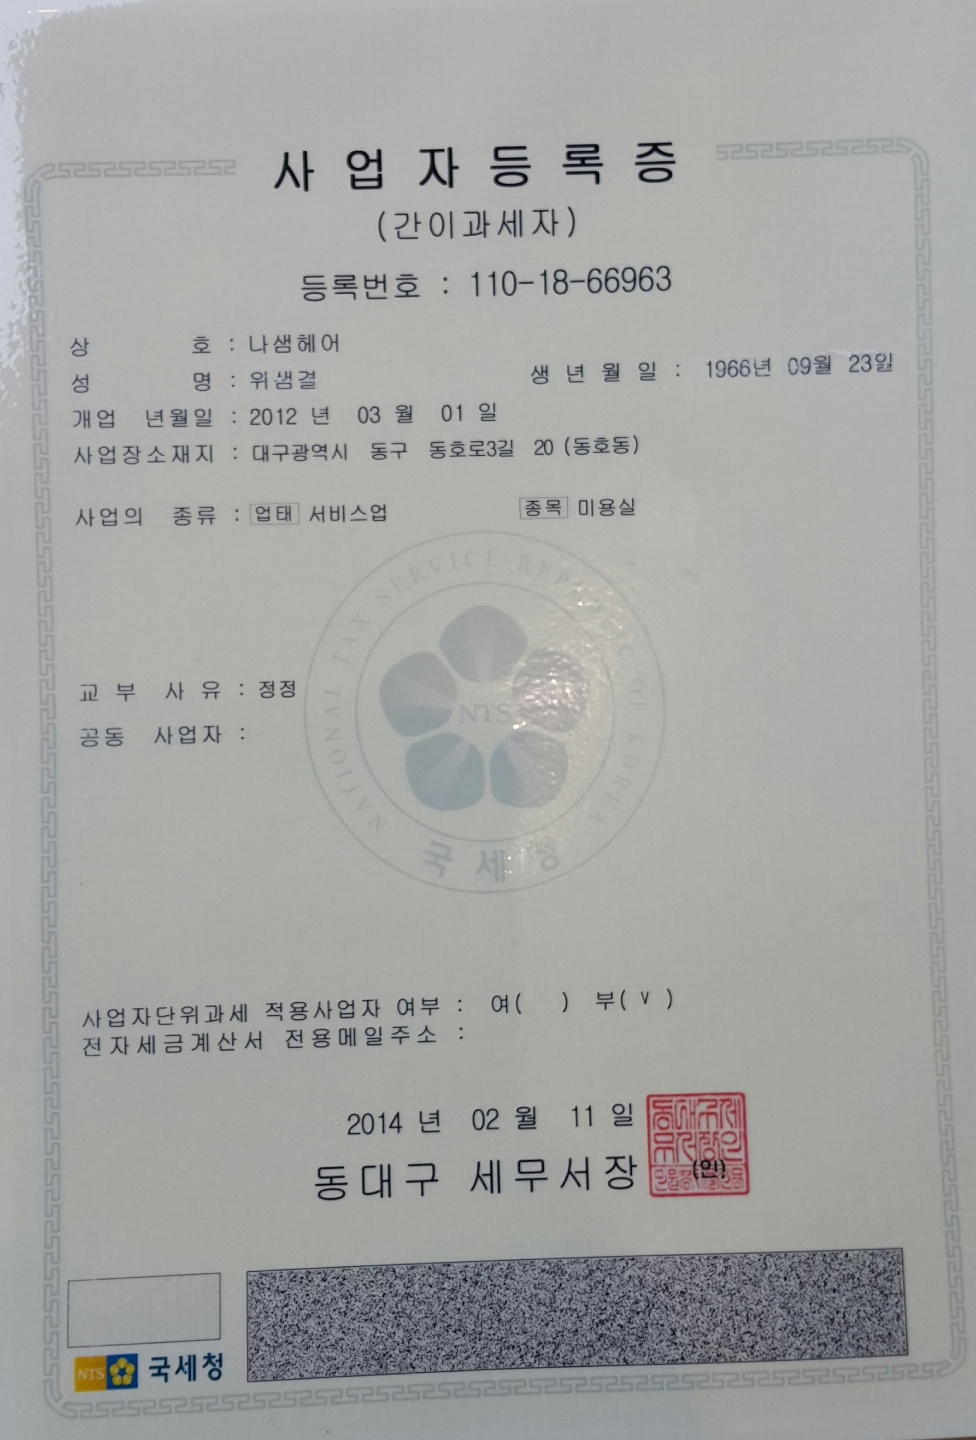 사업자등록증
(간이과세자)
등록번호 : 110-18-66963
상 호 : 나샘헤어
성 명 : 위샘결 생년월일 : 1966년 09월 23일
개업 년월일 : 2012 년 03 월 01 일
사업장소재지 : 대구광역시 동구 동호로3길 20 (동호동)
사업의 종류 : 업태 서비스업 종목 미용실
NATIONAL TAX SERVICE REPUBLIC OF KOREA
NTS
국세청
교부사유 : 정정
공동 사업자 :
사업자단위과세 적용사업자 여부 : 여( ) 부( v )
전자세금계산서 전용메일주소 :
2014 년 02 월 11 일
동대구 세무서장 (인)
NTS 국세청